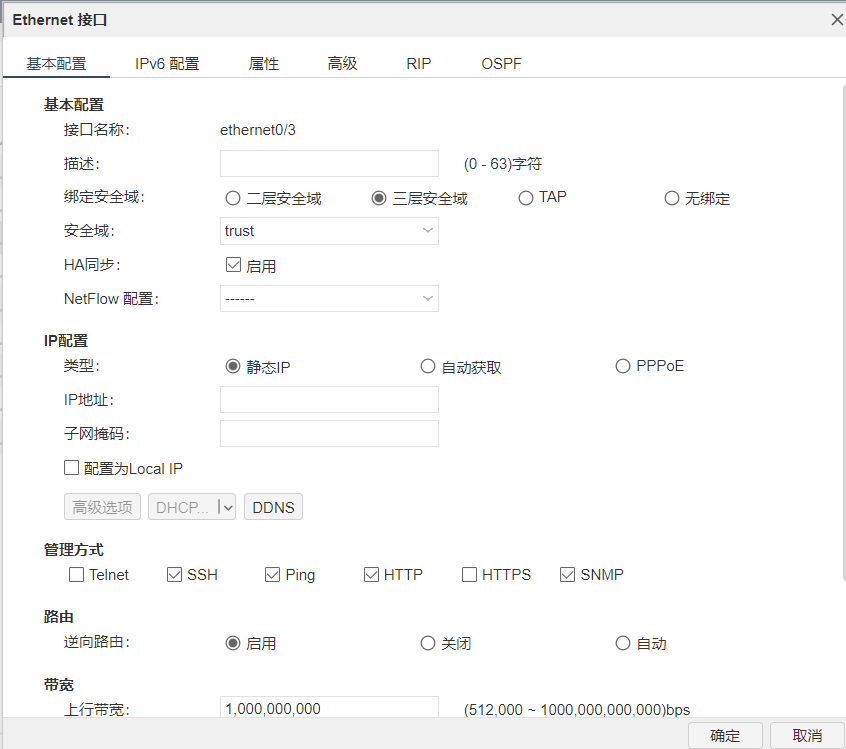 Ethernet 接口
基本配置 IPv6 配置 属性 高级 RIP OSPF
基本配置
接口名称: ethernet0/3
描述: (0 - 63)字符
绑定安全域: 二层安全域 三层安全域 TAP 无绑定
安全域: trust
HA同步: 启用
NetFlow 配置: ------
IP配置
类型: 静态IP 自动获取 PPPoE
IP地址:
子网掩码:
配置为Local IP
高级选项 DHCP... DDNS
管理方式
Telnet SSH Ping HTTP HTTPS SNMP
路由
逆向路由: 启用 关闭 自动
带宽
上行带宽: 1,000,000,000 (512,000 ~ 1000,000,000,000)bps
确定 取消